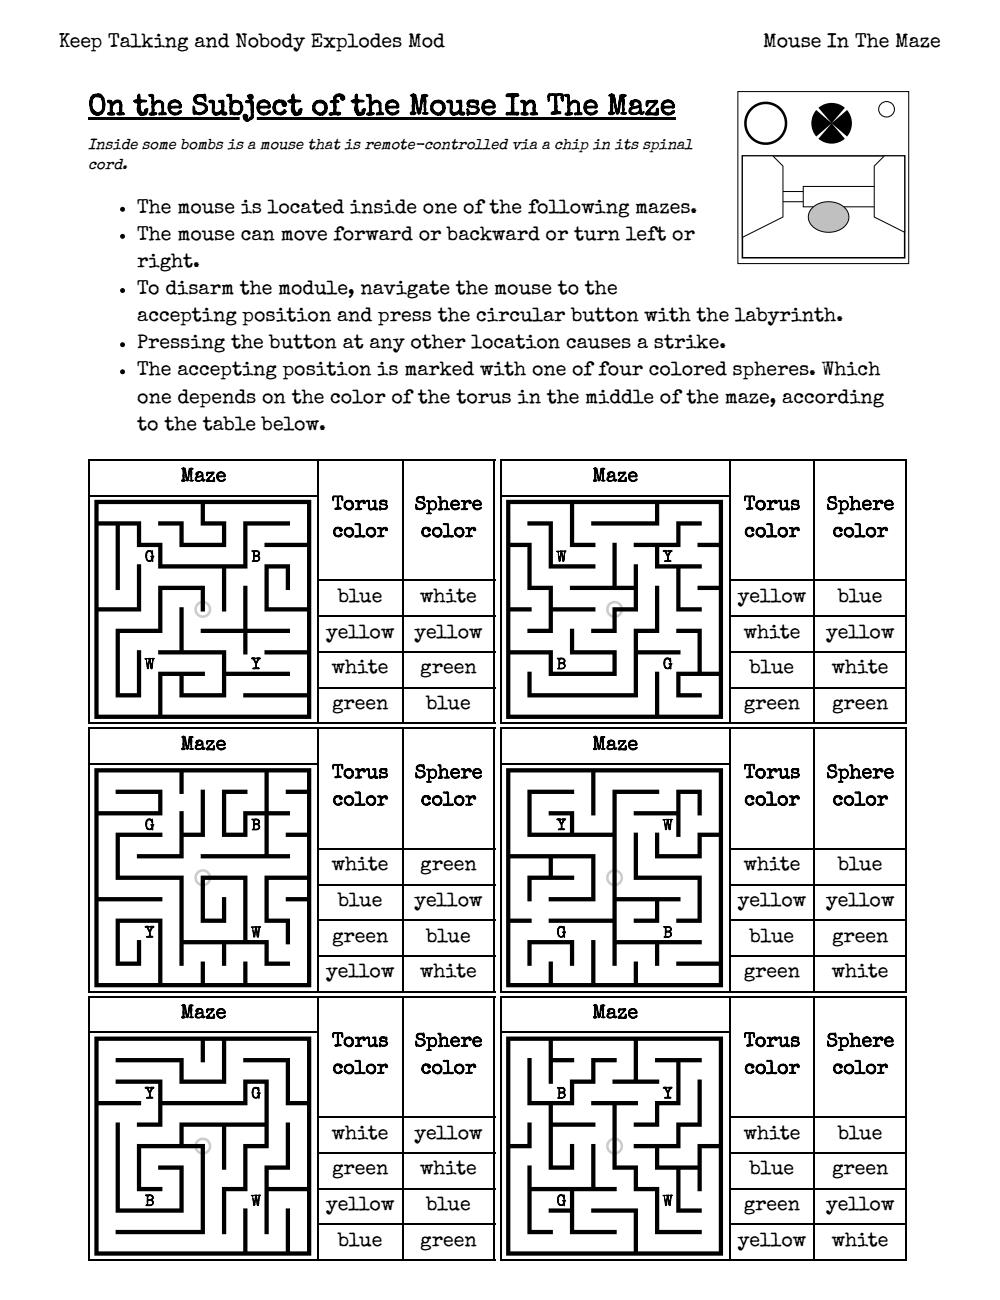 Keep Talking and Nobody Explodes Mod
Mouse In The Maze
On the Subject of the Mouse In The Maze
Inside some bombs is a mouse that is remote-controlled via a chip in its spinal
cord.
• The mouse is located inside one of the following mazes.
• The mouse can move forward or backward or turn left or
right.
• To disarm the module, navigate the mouse to the
accepting position and press the circular button with the labyrinth.
• Pressing the button at any other location causes a strike.
• The accepting position is marked with one of four colored spheres. Which
one depends on the color of the torus in the middle of the maze, according
to the table below.
Maze
Torus color
Sphere color
G B
W Y
blue white
yellow yellow
white green
green blue
Maze
Torus color
Sphere color
W Y
B G
yellow blue
white yellow
blue white
green green
Maze
Torus color
Sphere color
G B
Y W
white green
blue yellow
green blue
yellow white
Maze
Torus color
Sphere color
Y W
G B
white blue
yellow yellow
blue green
green white
Maze
Torus color
Sphere color
Y G
B W
white yellow
green white
yellow blue
blue green
Maze
Torus color
Sphere color
B Y
G W
white blue
blue green
green yellow
yellow white